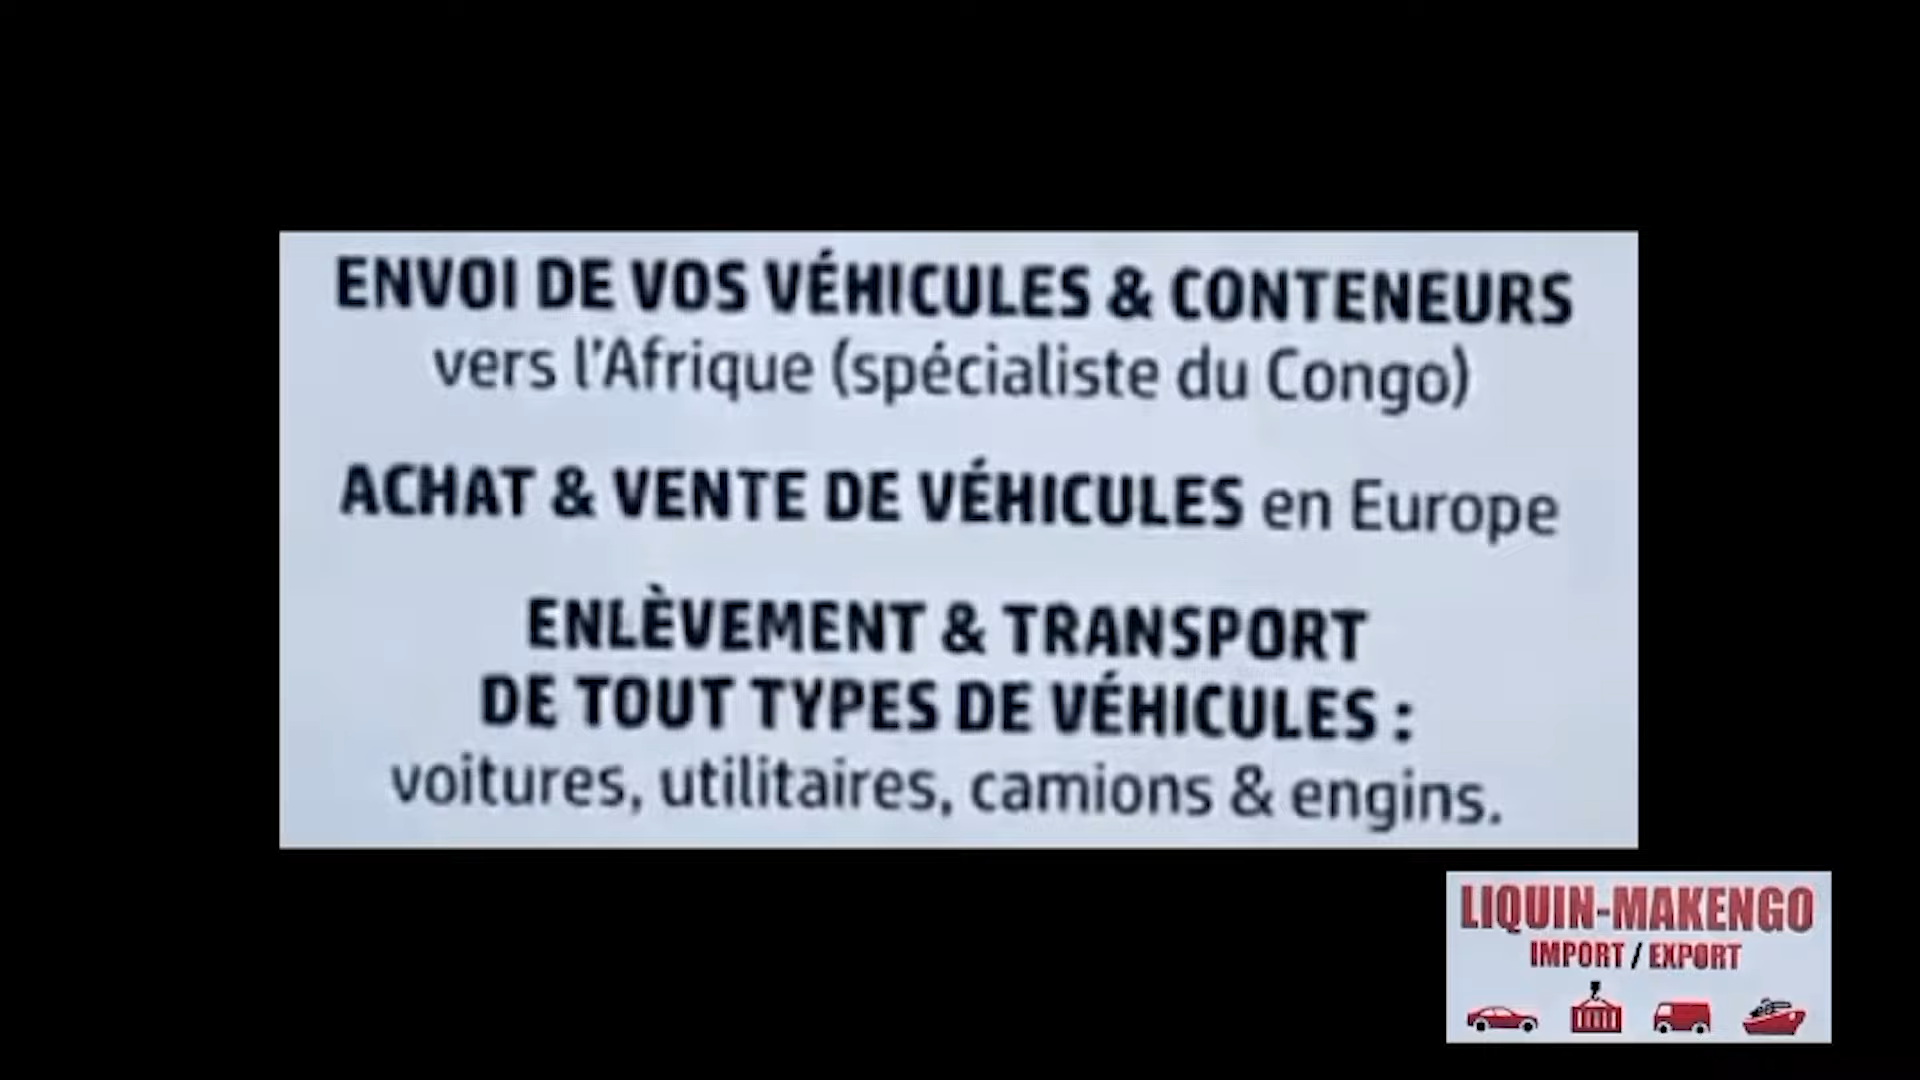 ENVOI DE VOS VÉHICULES & CONTENEURS
vers l'Afrique (spécialiste du Congo)
ACHAT & VENTE DE VÉHICULES en Europe
ENLÈVEMENT & TRANSPORT
DE TOUT TYPES DE VÉHICULES :
voitures, utilitaires, camions & engins.
LIQUIN-MAKENGO
IMPORT / EXPORT